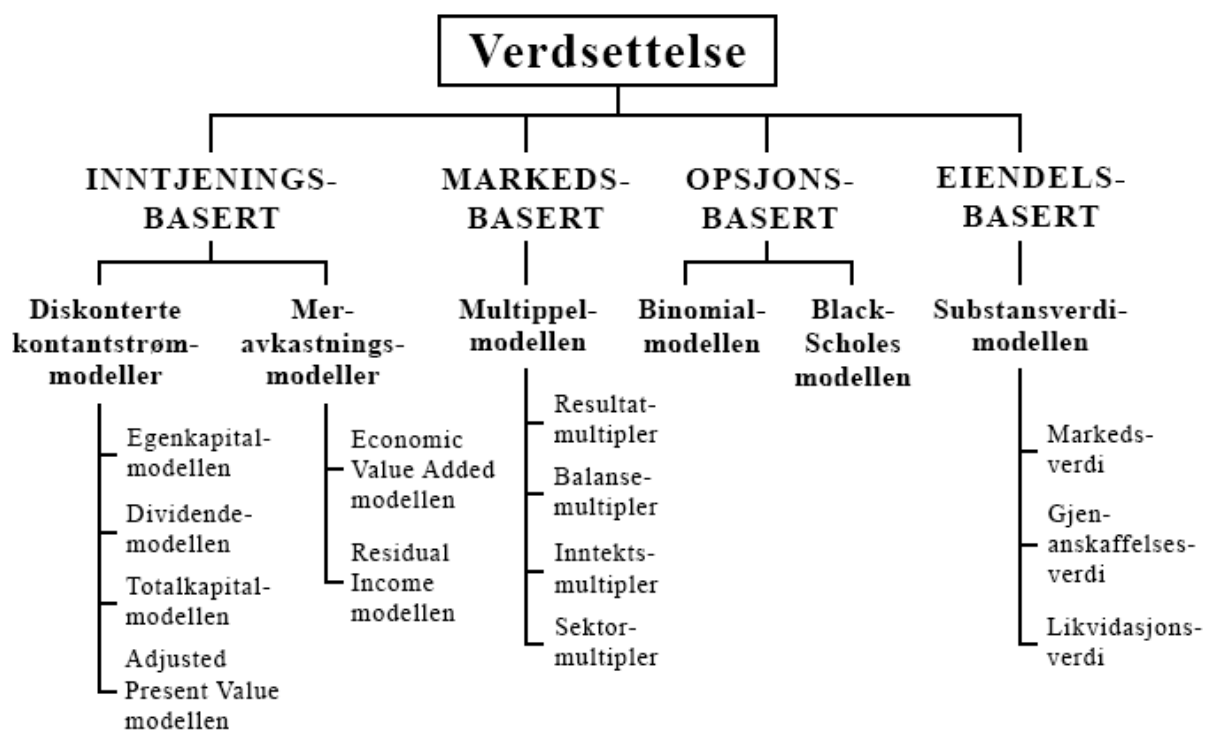 Verdsettelse
INNTJENINGS-
BASERT
MARKEDS-
BASERT
OPSJONS-
BASERT
EIENDELS-
BASERT
Diskonterte
kontantstrøm-
modeller
Mer-
avkastnings-
modeller
Multippel-
modellen
Binomial-
modellen
Black-
Scholes
modellen
Substansverdi-
modellen
Egenkapital-
modellen
Dividende-
modellen
Totalkapital-
modellen
Adjusted
Present Value
modellen
Economic
Value Added
modellen
Residual
Income
modellen
Resultat-
multipler
Balanse-
multipler
Inntekts-
multipler
Sektor-
multipler
Markeds-
verdi
Gjen-
anskaffelses-
verdi
Likvidasjons-
verdi